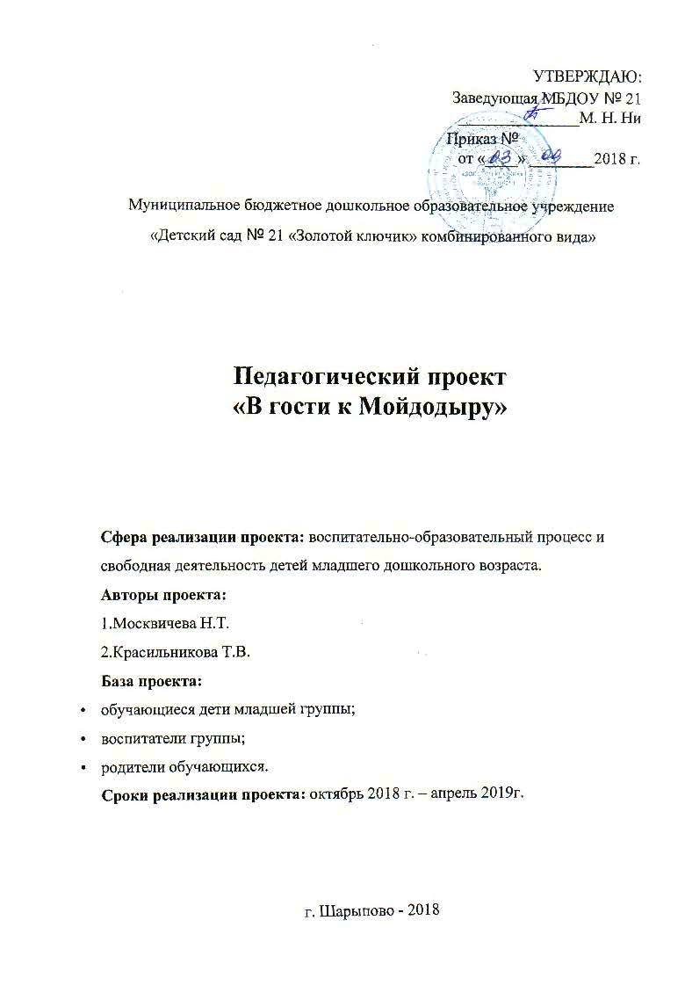 УТВЕРЖДАЮ:
Заведующая МБДОУ № 21
________________М. Н. Ни
Приказ №
от «03» 09 2018 г.
Муниципальное бюджетное дошкольное образовательное учреждение
«Детский сад № 21 «Золотой ключик» комбинированного вида»
Педагогический проект
«В гости к Мойдодыру»
Сфера реализации проекта: воспитательно-образовательный процесс и
свободная деятельность детей младшего дошкольного возраста.
Авторы проекта:
1.Москвичева Н.Т.
2.Красильникова Т.В.
База проекта:
• обучающиеся дети младшей группы;
• воспитатели группы;
• родители обучающихся.
Сроки реализации проекта: октябрь 2018 г. – апрель 2019г.
г. Шарыпово - 2018